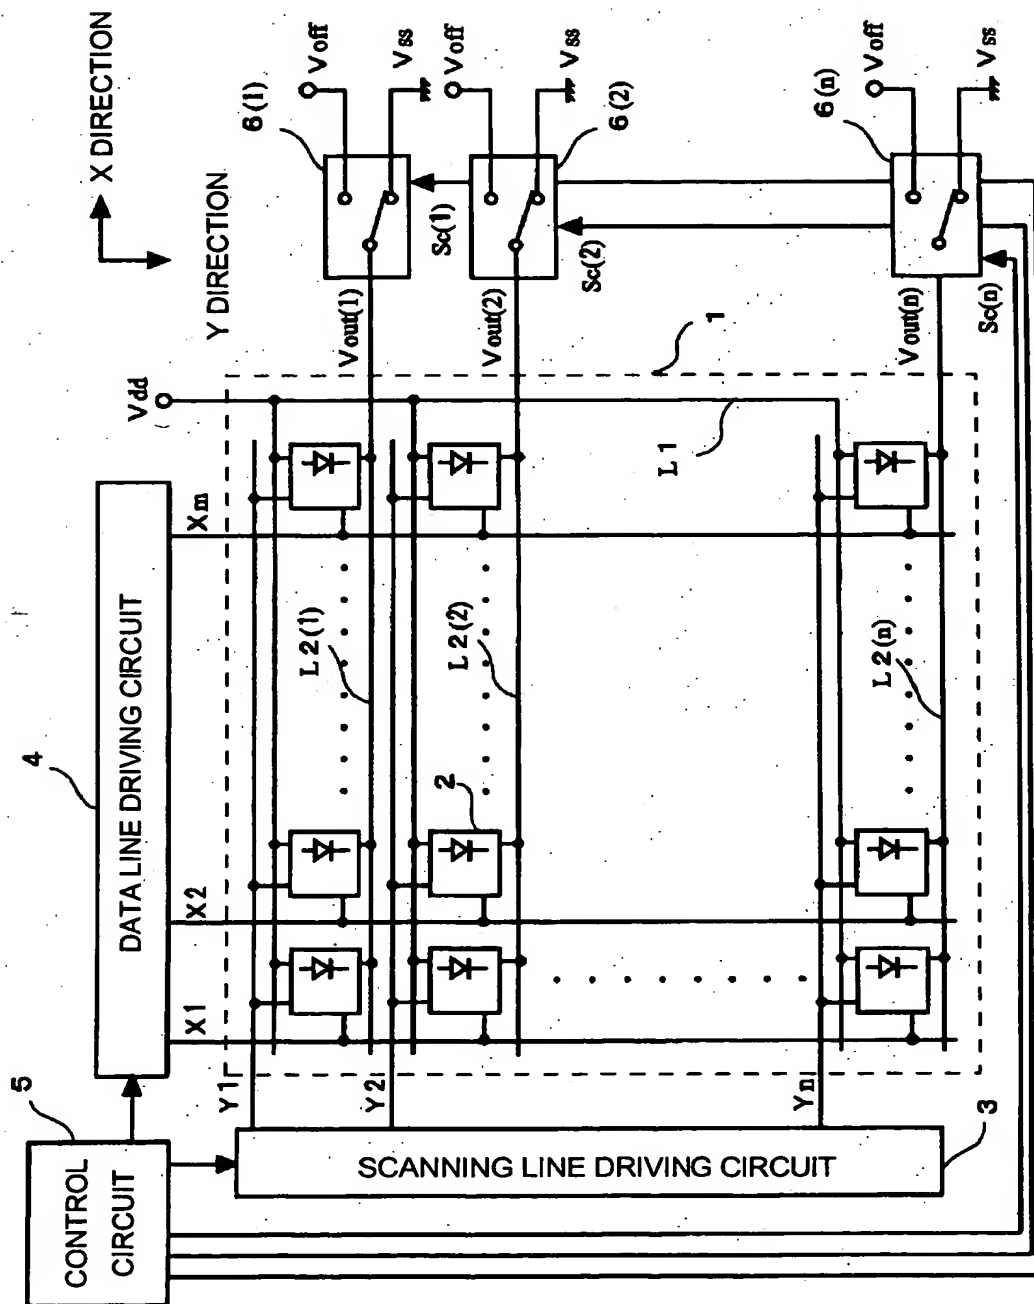 X DIRECTION
Y DIRECTION
5
CONTROL
CIRCUIT
4
DATA LINE DRIVING CIRCUIT
3
SCANNING LINE DRIVING CIRCUIT
X1
X2
Xm
Vdd
Y1
Y2
Yn
L2(1)
L2(2)
L2(n)
2
L1
1
Vout(1)
Vout(2)
Vout(n)
6(1)
6(2)
6(n)
Voff
Vss
Voff
Vss
Voff
Vss
Sc(1)
Sc(2)
Sc(n)